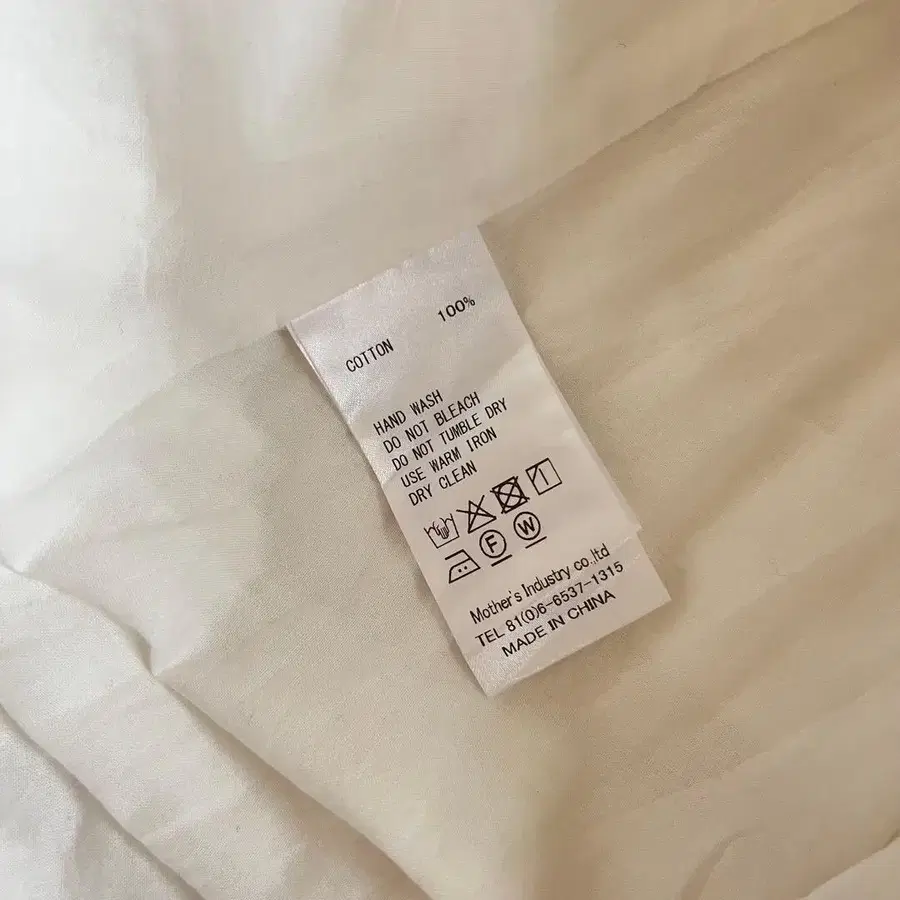 COTTON 100%
HAND WASH
DO NOT BLEACH
DO NOT TUMBLE DRY
USE WARM IRON
DRY CLEAN
F W
Mother's Industry co.,ltd
TEL 81(0)6-6537-1315
MADE IN CHINA